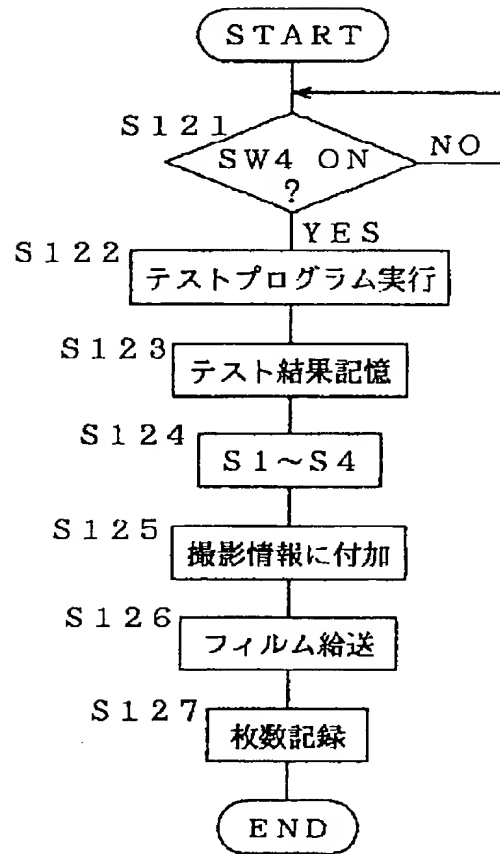 START
S121
SW4 ON
?
NO
YES
S122
テストプログラム実行
S123
テスト結果記憶
S124
S1～S4
S125
撮影情報に付加
S126
フィルム給送
S127
枚数記録
END